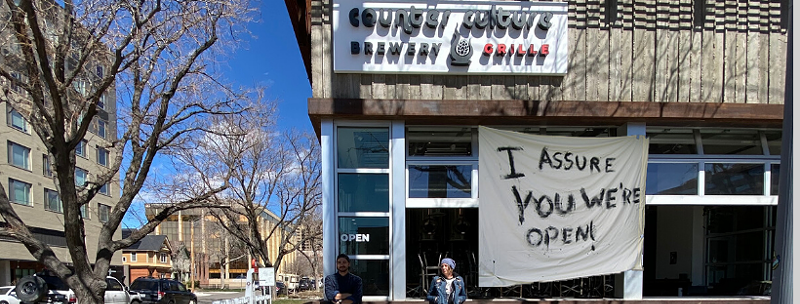 counter culture
BREWERY GRILLE
I ASSURE
YOU WE'RE
OPEN!
OPEN